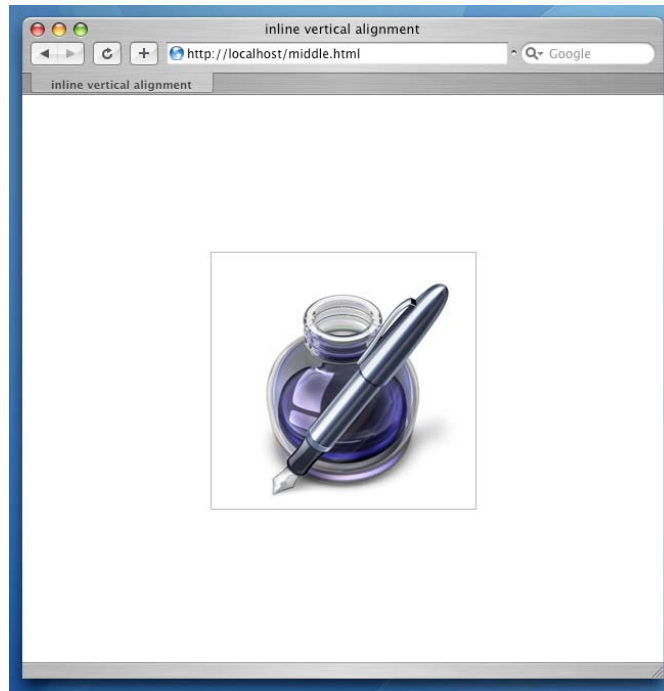 inline vertical alignment
http://localhost/middle.html
Google
inline vertical alignment